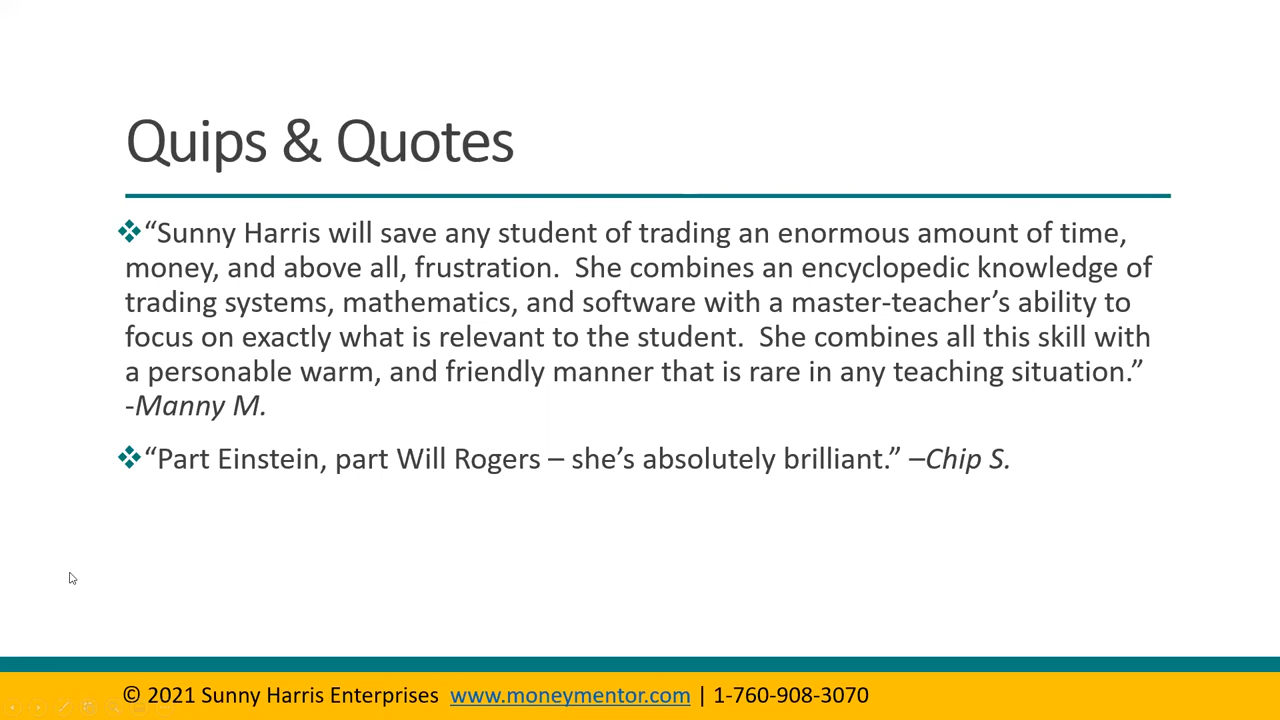 Quips & Quotes
“Sunny Harris will save any student of trading an enormous amount of time,
money, and above all, frustration.  She combines an encyclopedic knowledge of
trading systems, mathematics, and software with a master-teacher’s ability to
focus on exactly what is relevant to the student.  She combines all this skill with
a personable warm, and friendly manner that is rare in any teaching situation.”
-Manny M.
“Part Einstein, part Will Rogers – she’s absolutely brilliant.” –Chip S.
© 2021 Sunny Harris Enterprises  www.moneymentor.com | 1-760-908-3070